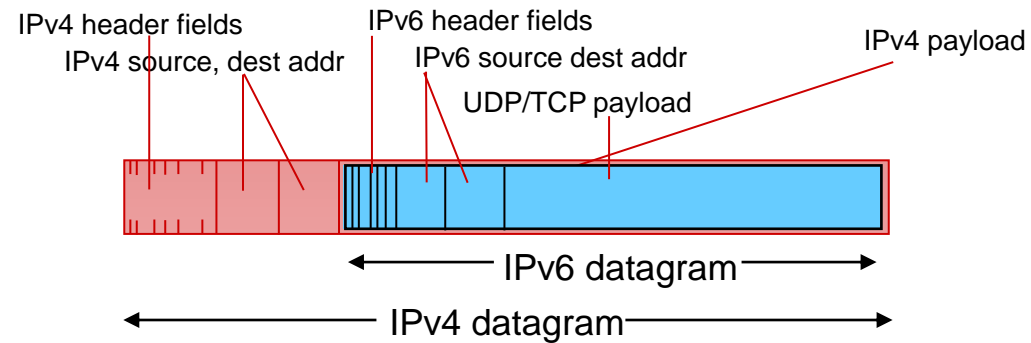 IPv4 header fields
IPv6 header fields
IPv4 payload
IPv4 source, dest addr
IPv6 source dest addr
UDP/TCP payload
IPv6 datagram
IPv4 datagram